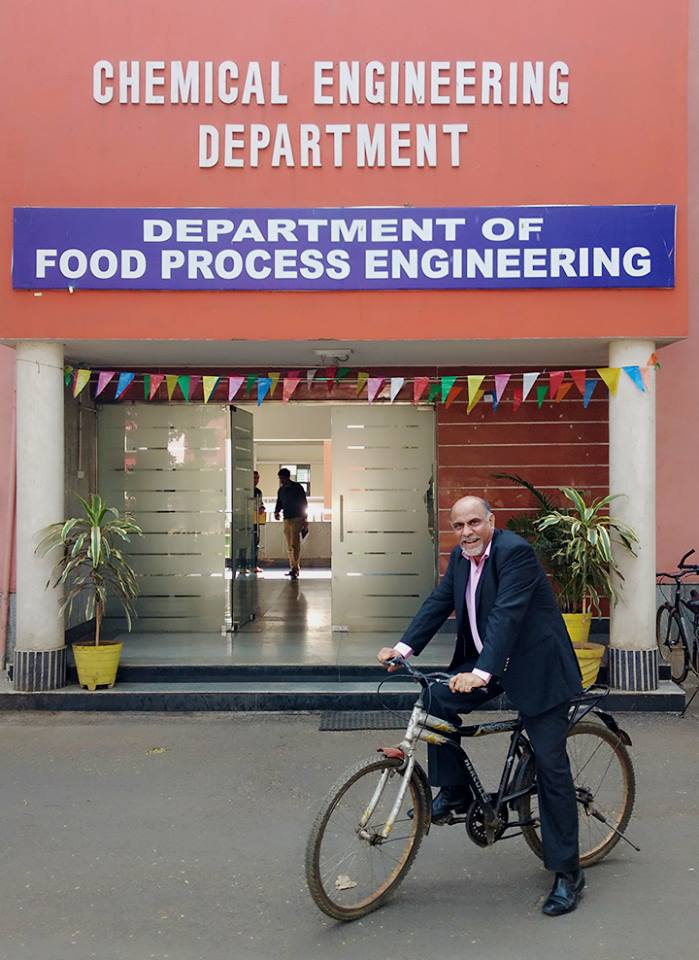 CHEMICAL ENGINEERING
DEPARTMENT
DEPARTMENT OF
FOOD PROCESS ENGINEERING